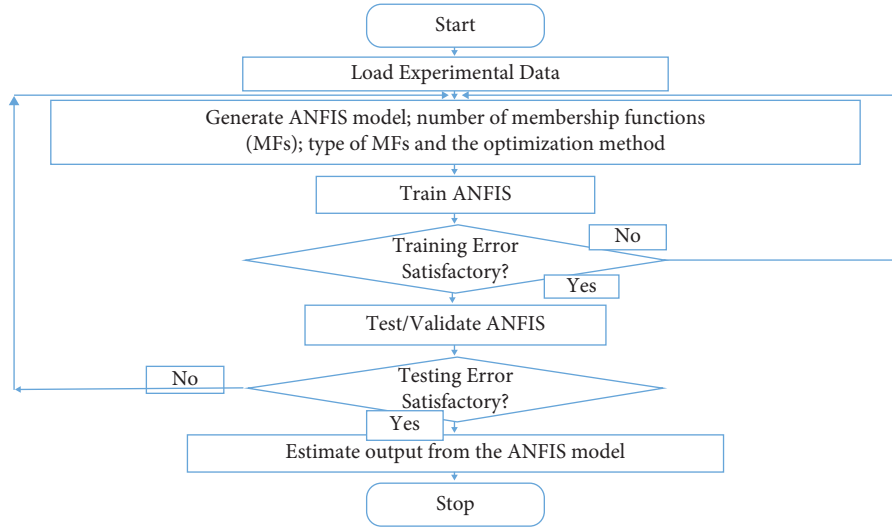 Start
Load Experimental Data
Generate ANFIS model; number of membership functions
(MFs); type of MFs and the optimization method
Train ANFIS
Training Error
Satisfactory?
No
Yes
Test/Validate ANFIS
Testing Error
Satisfactory?
No
Yes
Estimate output from the ANFIS model
Stop